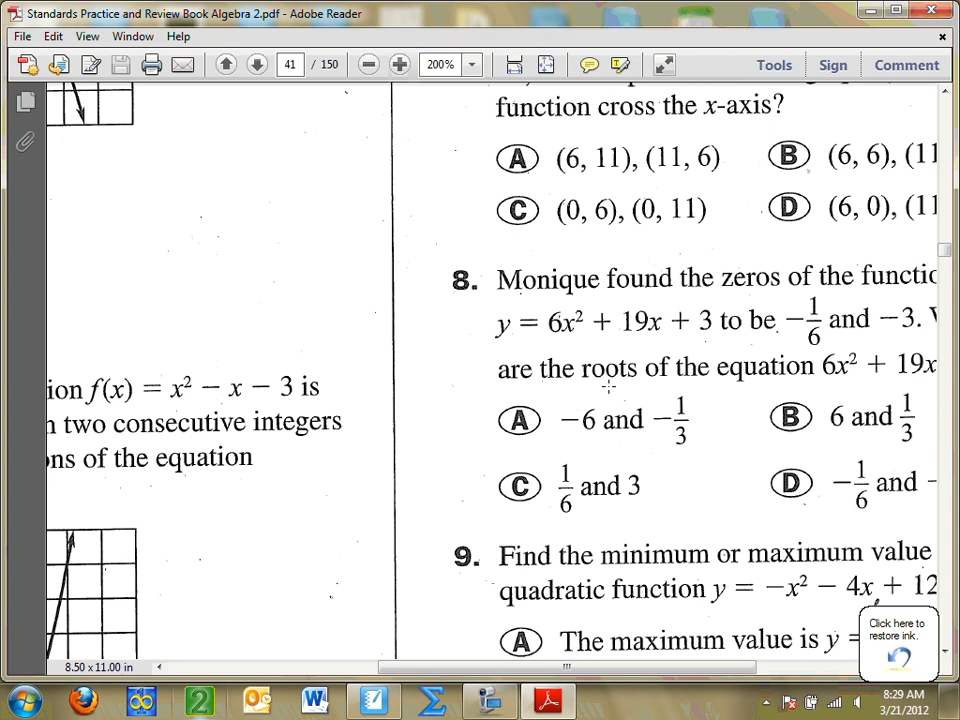 Standards Practice and Review Book Algebra 2.pdf - Adobe Reader
File Edit View Window Help
41 / 150 200% Tools Sign Comment
function cross the x-axis?
A (6, 11), (11, 6) B (6, 6), (11
C (0, 6), (0, 11) D (6, 0), (11
8. Monique found the zeros of the functio
y = 6x² + 19x + 3 to be -1/6 and -3.
are the roots of the equation 6x² + 19x
A -6 and -1/3 B 6 and 1/3
C 1/6 and 3 D -1/6 and -
9. Find the minimum or maximum value
quadratic function y = -x² - 4x + 12
A The maximum value is y =
ion f(x) = x² - x - 3 is
n two consecutive integers
ons of the equation
Click here to
restore ink.
8.50 x 11.00 in
8:29 AM
3/21/2012